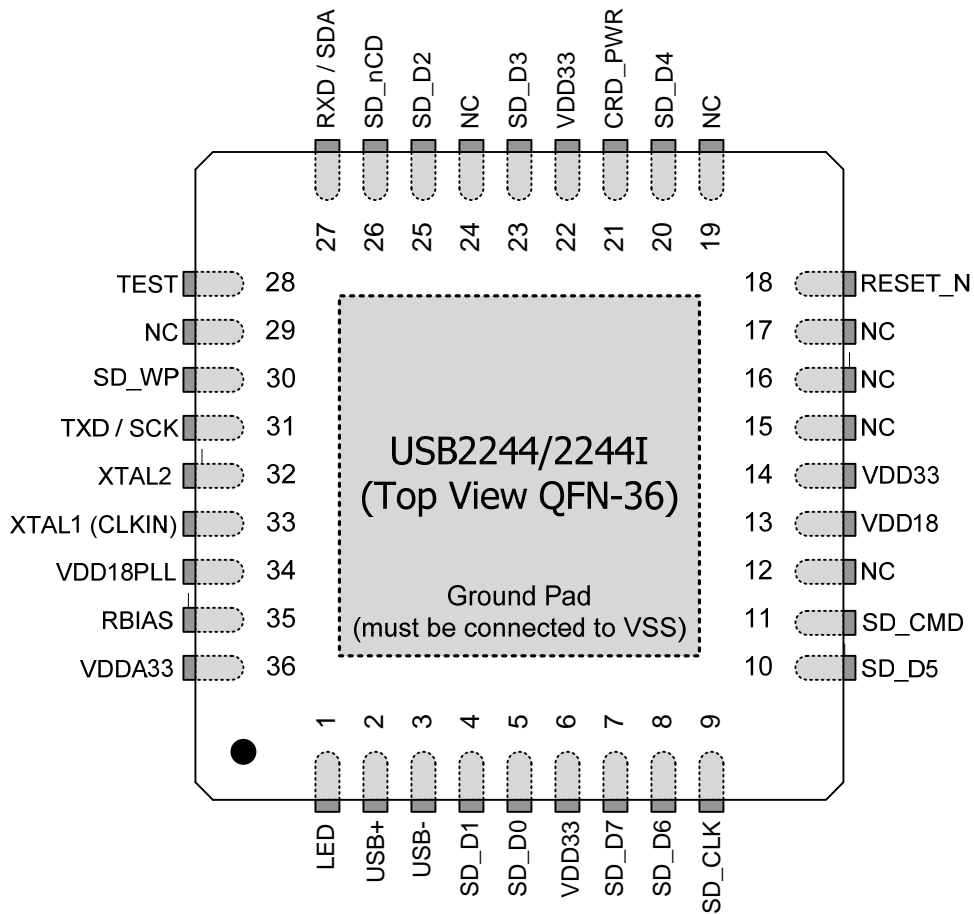 RXD / SDA
SD_nCD
SD_D2
NC
SD_D3
VDD33
CRD_PWR
SD_D4
NC
27
26
25
24
23
22
21
20
19
TEST 28
NC 29
SD_WP 30
TXD / SCK 31
XTAL2 32
XTAL1 (CLKIN) 33
VDD18PLL 34
RBIAS 35
VDDA33 36
USB2244/2244I
(Top View QFN-36)
Ground Pad
(must be connected to VSS)
18 RESET_N
17 NC
16 NC
15 NC
14 VDD33
13 VDD18
12 NC
11 SD_CMD
10 SD_D5
1
2
3
4
5
6
7
8
9
LED
USB+
USB-
SD_D1
SD_D0
VDD33
SD_D7
SD_D6
SD_CLK